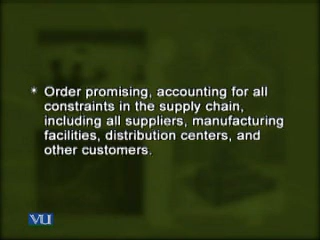 * Order promising, accounting for all
constraints in the supply chain,
including all suppliers, manufacturing
facilities, distribution centers, and
other customers.
VU